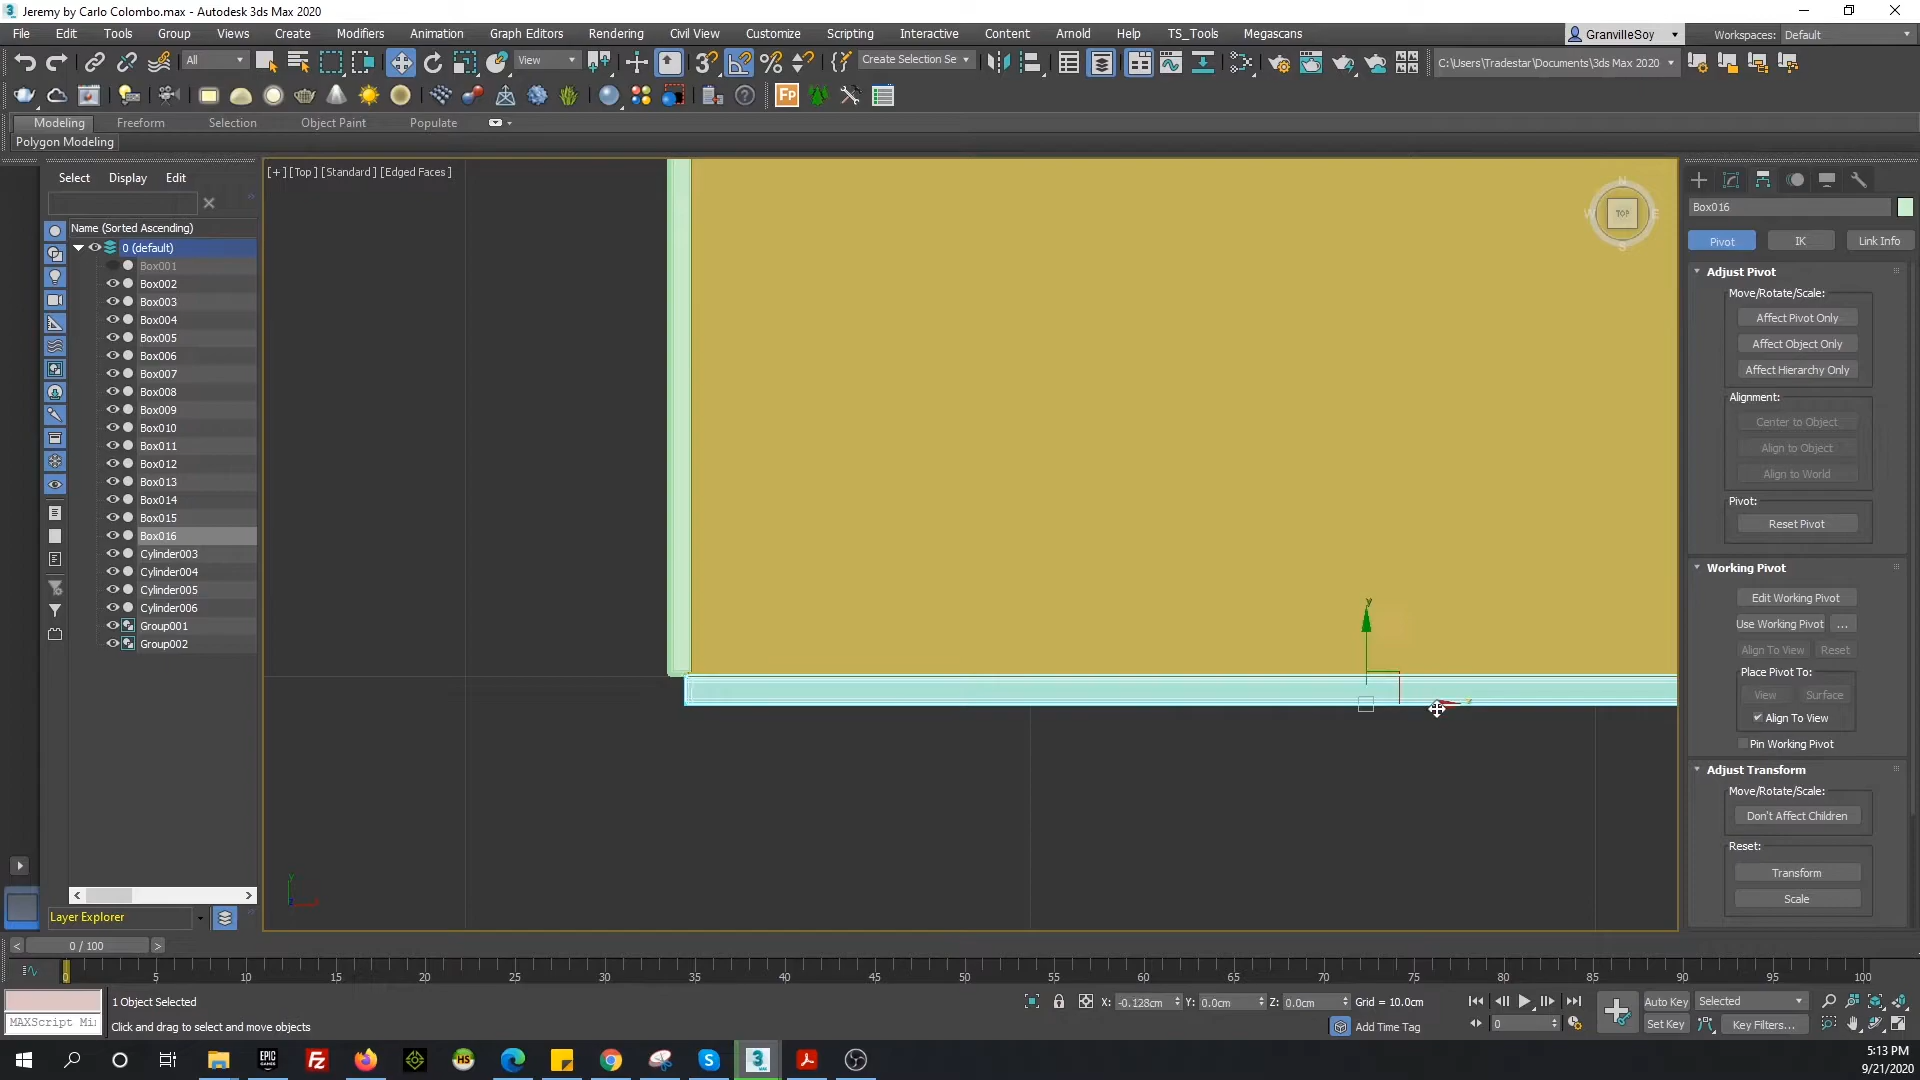 Jeremy by Carlo Colombo.max - Autodesk 3ds Max 2020
File Edit Tools Group Views Create Modifiers Animation Graph Editors Rendering Civil View Customize Scripting Interactive Content Arnold Help TS_Tools Megascans
GranvilleSoy
Workspaces: Default
All
View
Create Selection Se
C:\Users\Tradestar\Documents\3ds Max 2020
Fp
Modeling Freeform Selection Object Paint Populate
Polygon Modeling
Select Display Edit
Name (Sorted Ascending)
0 (default)
Box001
Box002
Box003
Box004
Box005
Box006
Box007
Box008
Box009
Box010
Box011
Box012
Box013
Box014
Box015
Box016
Cylinder003
Cylinder004
Cylinder005
Cylinder006
Group001
Group002
Layer Explorer
[+] [Top] [Standard] [Edged Faces]
N
W TOP E
S
y
y
Box016
Pivot IK Link Info
Adjust Pivot
Move/Rotate/Scale:
Affect Pivot Only
Affect Object Only
Affect Hierarchy Only
Alignment:
Center to Object
Align to Object
Align to World
Pivot:
Reset Pivot
Working Pivot
Edit Working Pivot
Use Working Pivot ...
Align To View Reset
Place Pivot To:
View Surface
Align To View
Pin Working Pivot
Adjust Transform
Move/Rotate/Scale:
Don't Affect Children
Reset:
Transform
Scale
< 0 / 100 >
0 5 10 15 20 25 30 35 40 45 50 55 60 65 70 75 80 85 90 95 100
1 Object Selected
X: -0.128cm Y: 0.0cm Z: 0.0cm Grid = 10.0cm
Auto Key Selected
MAXScript Mi
Click and drag to select and move objects
Add Time Tag
0
Set Key Key Filters...
EPIC GAMES
HS
3
5:13 PM
9/21/2020